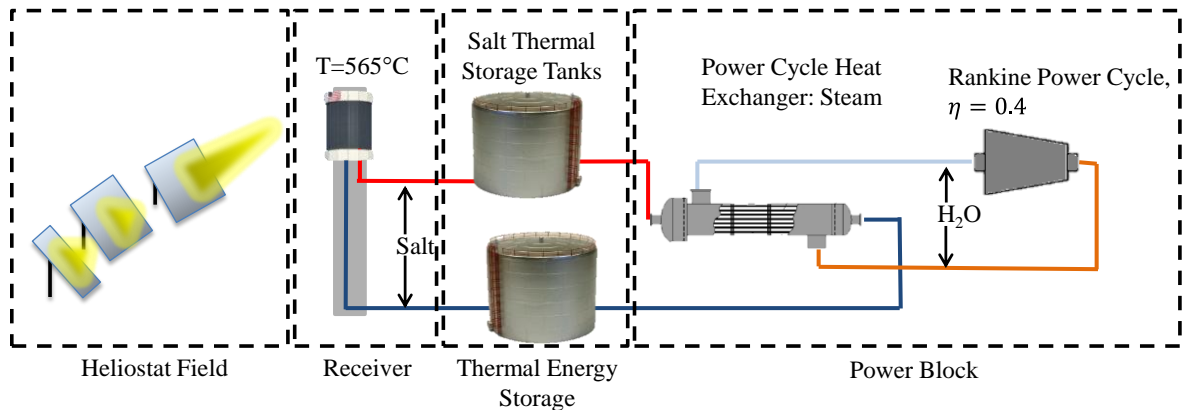 T=565°C
Salt Thermal
Storage Tanks
Power Cycle Heat
Exchanger: Steam
Rankine Power Cycle,
η = 0.4
Salt
H₂O
Heliostat Field
Receiver
Thermal Energy
Storage
Power Block